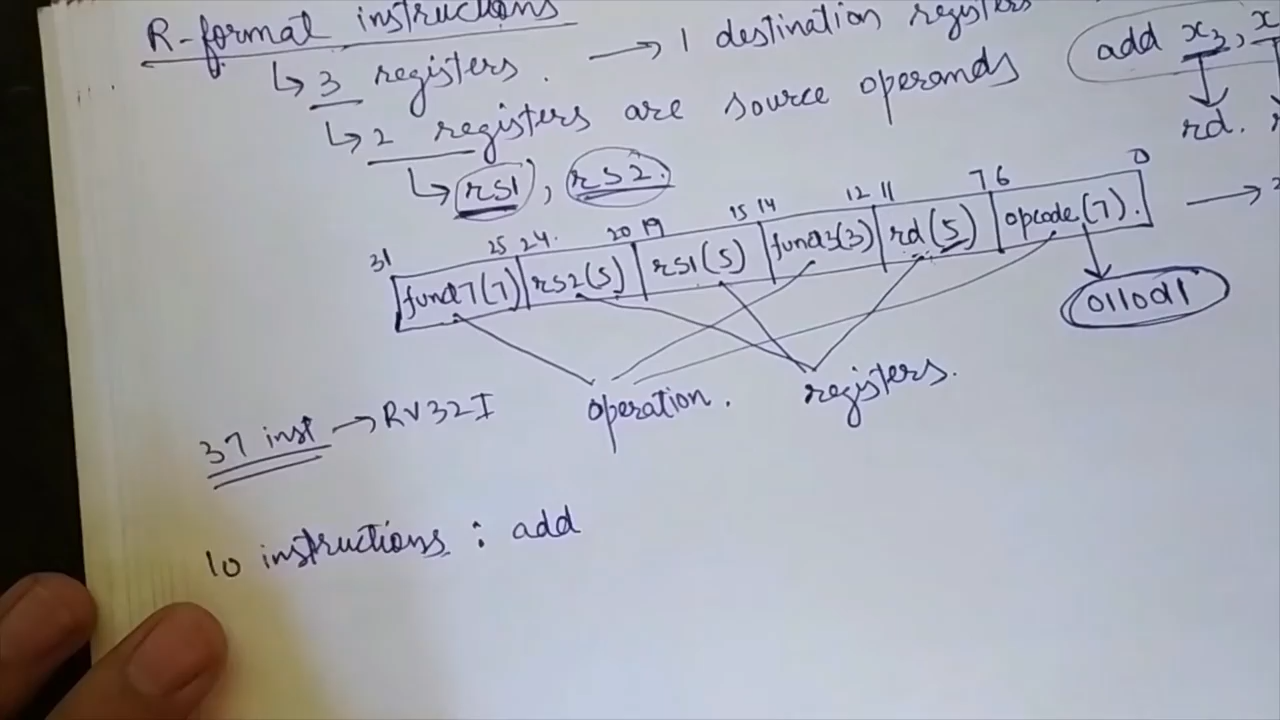 R-format instructions
↳ 3 registers. → 1 destination registers
↳ 2 registers are source operands
add x3, x
rd.
↳ rs1, rs2.
31 25 24. 20 19 15 14 12 11 7 6 0
funct7(7) rs2(5) rs1(5) funct3(3) rd(5) opcode(7). →
0110011
operation. registers.
37 inst → RV32I
10 instructions : add